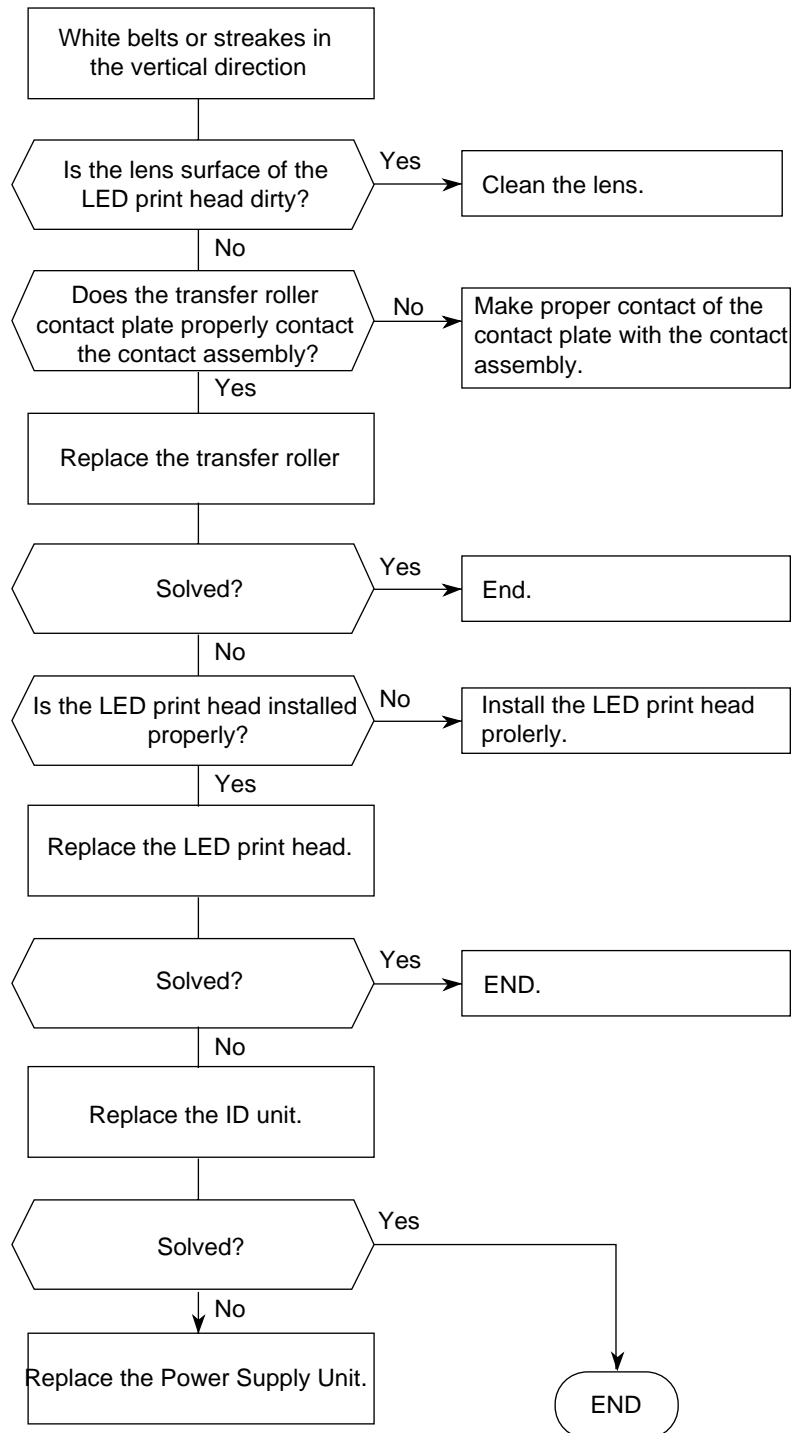 White belts or streakes in
the vertical direction
Is the lens surface of the
LED print head dirty?
Yes
Clean the lens.
No
Does the transfer roller
contact plate properly contact
the contact assembly?
No
Make proper contact of the
contact plate with the contact
assembly.
Yes
Replace the transfer roller
Solved?
Yes
End.
No
Is the LED print head installed
properly?
No
Install the LED print head
prolerly.
Yes
Replace the LED print head.
Solved?
Yes
END.
No
Replace the ID unit.
Solved?
Yes
No
Replace the Power Supply Unit.
END